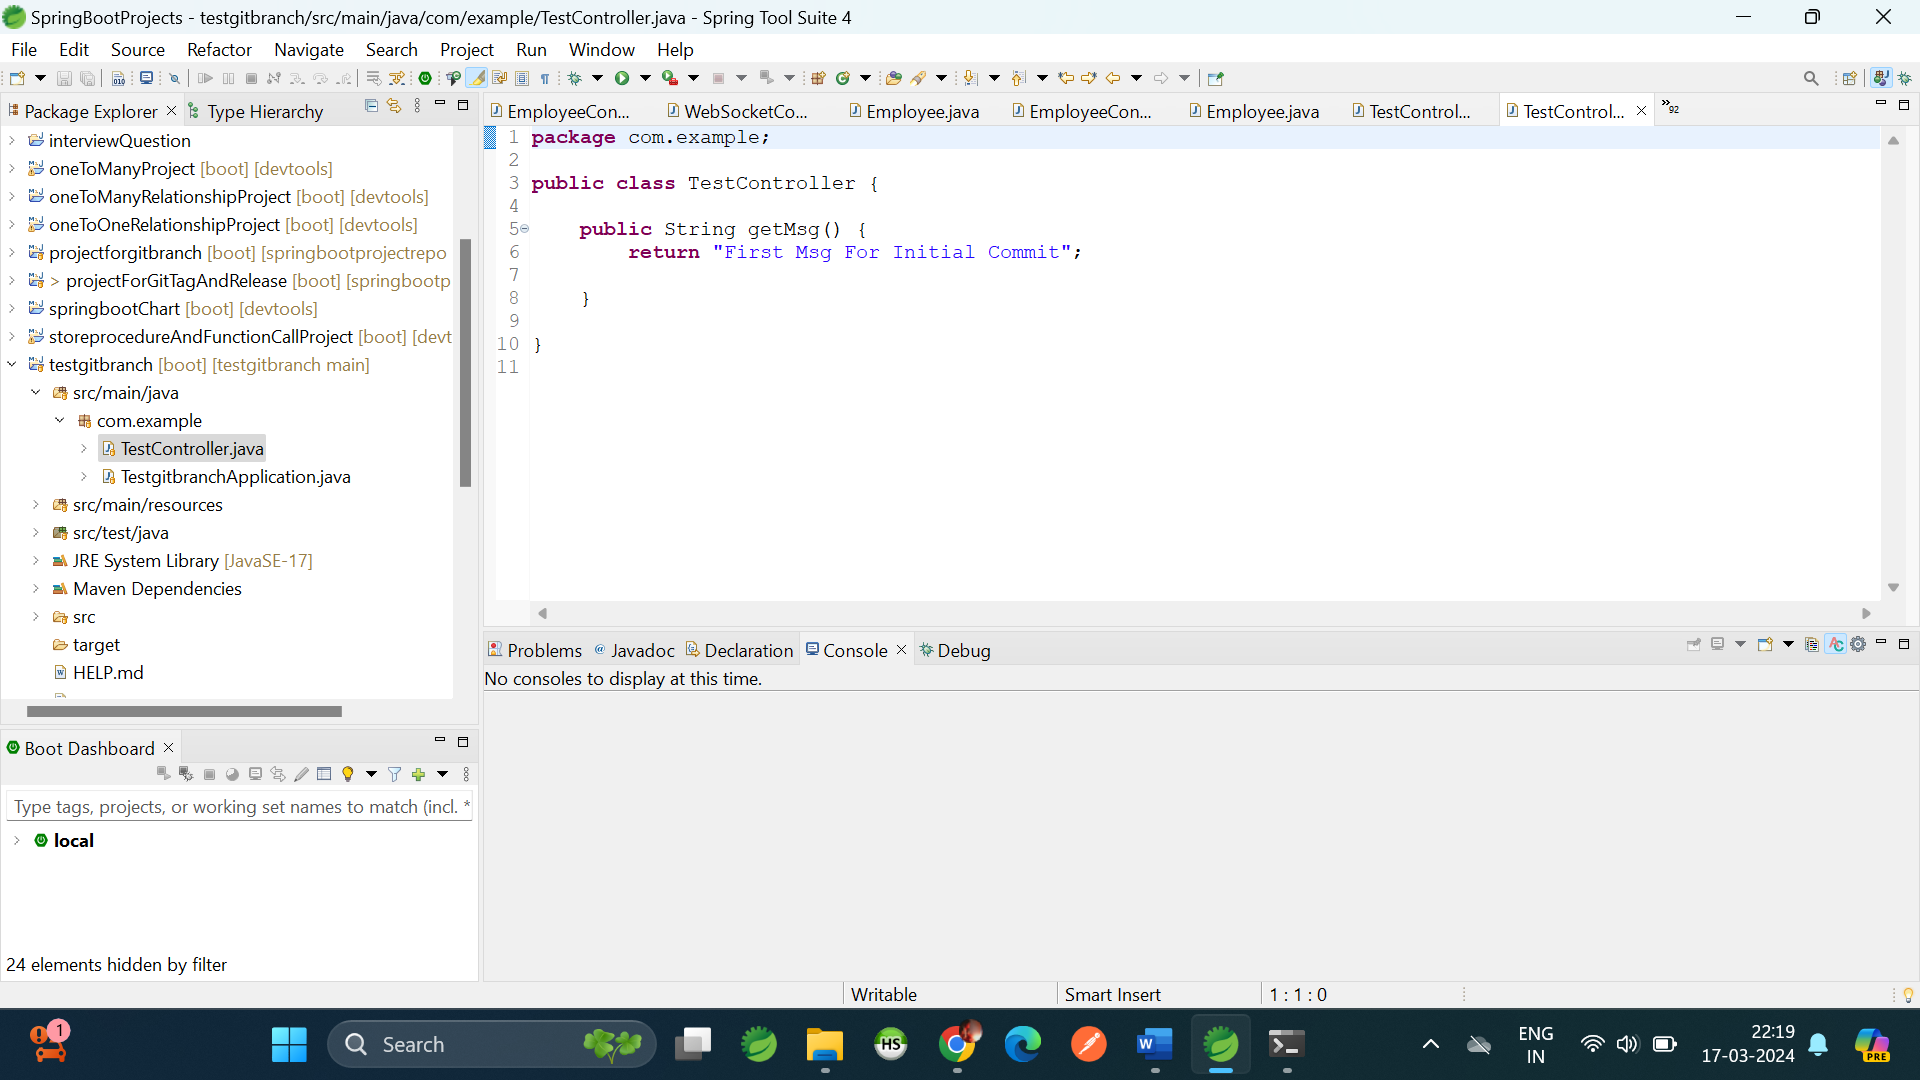 SpringBootProjects - testgitbranch/src/main/java/com/example/TestController.java - Spring Tool Suite 4
File Edit Source Refactor Navigate Search Project Run Window Help
Package Explorer
Type Hierarchy
interviewQuestion
oneToManyProject [boot] [devtools]
oneToManyRelationshipProject [boot] [devtools]
oneToOneRelationshipProject [boot] [devtools]
projectforgitbranch [boot] [springbootprojectrepo
> projectForGitTagAndRelease [boot] [springbootp
springbootChart [boot] [devtools]
storeprocedureAndFunctionCallProject [boot] [devt
testgitbranch [boot] [testgitbranch main]
src/main/java
com.example
TestController.java
TestgitbranchApplication.java
src/main/resources
src/test/java
JRE System Library [JavaSE-17]
Maven Dependencies
src
target
HELP.md
EmployeeCon... WebSocketCo... Employee.java EmployeeCon... Employee.java TestControl... TestControl... »92
1 package com.example;
2
3 public class TestController {
4
5 public String getMsg() {
6 return "First Msg For Initial Commit";
7
8 }
9
10 }
11
Problems @ Javadoc Declaration Console Debug
No consoles to display at this time.
Boot Dashboard
Type tags, projects, or working set names to match (incl. *
local
24 elements hidden by filter
Writable
Smart Insert
1 : 1 : 0
1
Search
HS
W
ENG
IN
22:19
17-03-2024
PRE